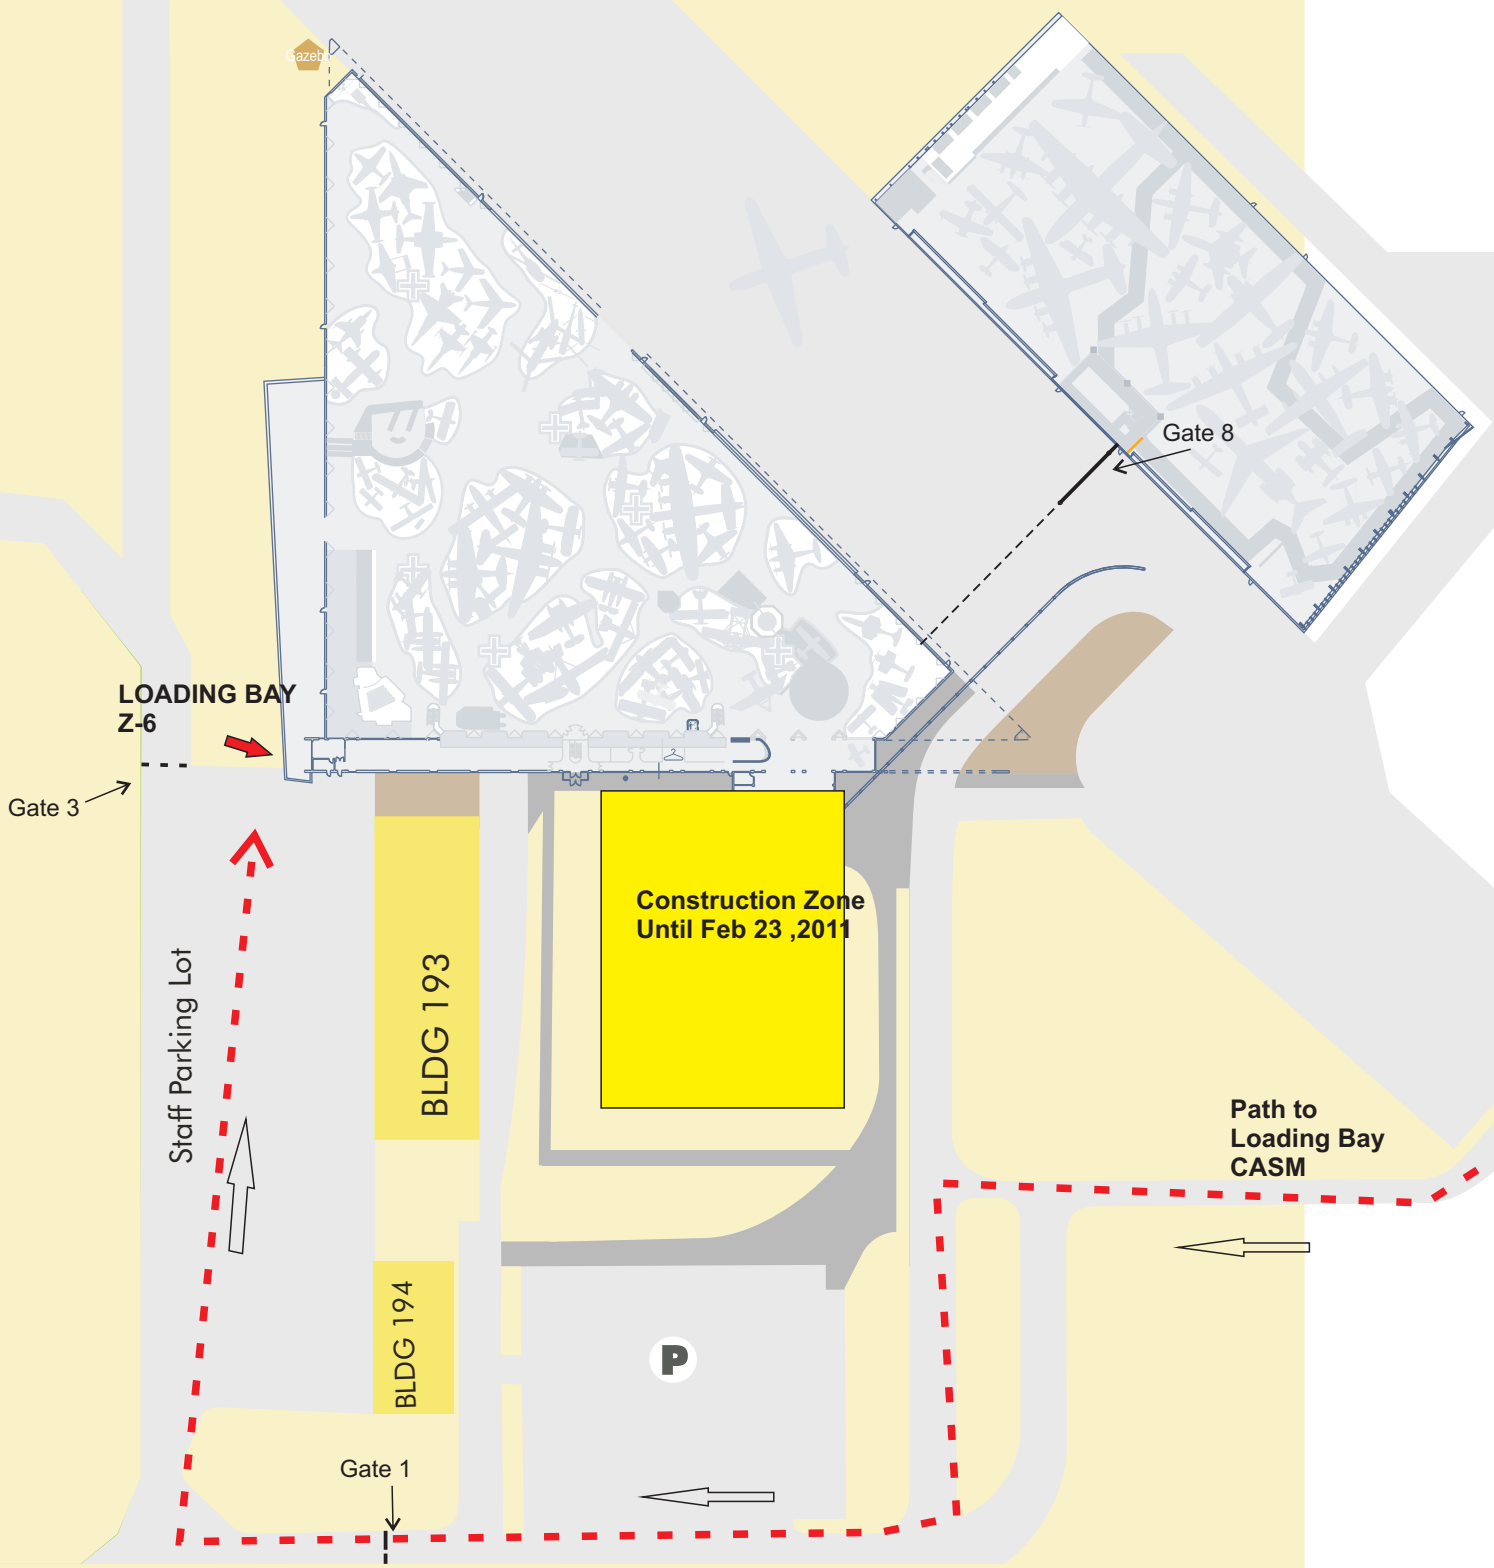 Gazebo
Gate 8
LOADING BAY
Z-6
Gate 3
Construction Zone
Until Feb 23 ,2011
BLDG 193
Staff Parking Lot
Path to
Loading Bay
CASM
BLDG 194
P
Gate 1